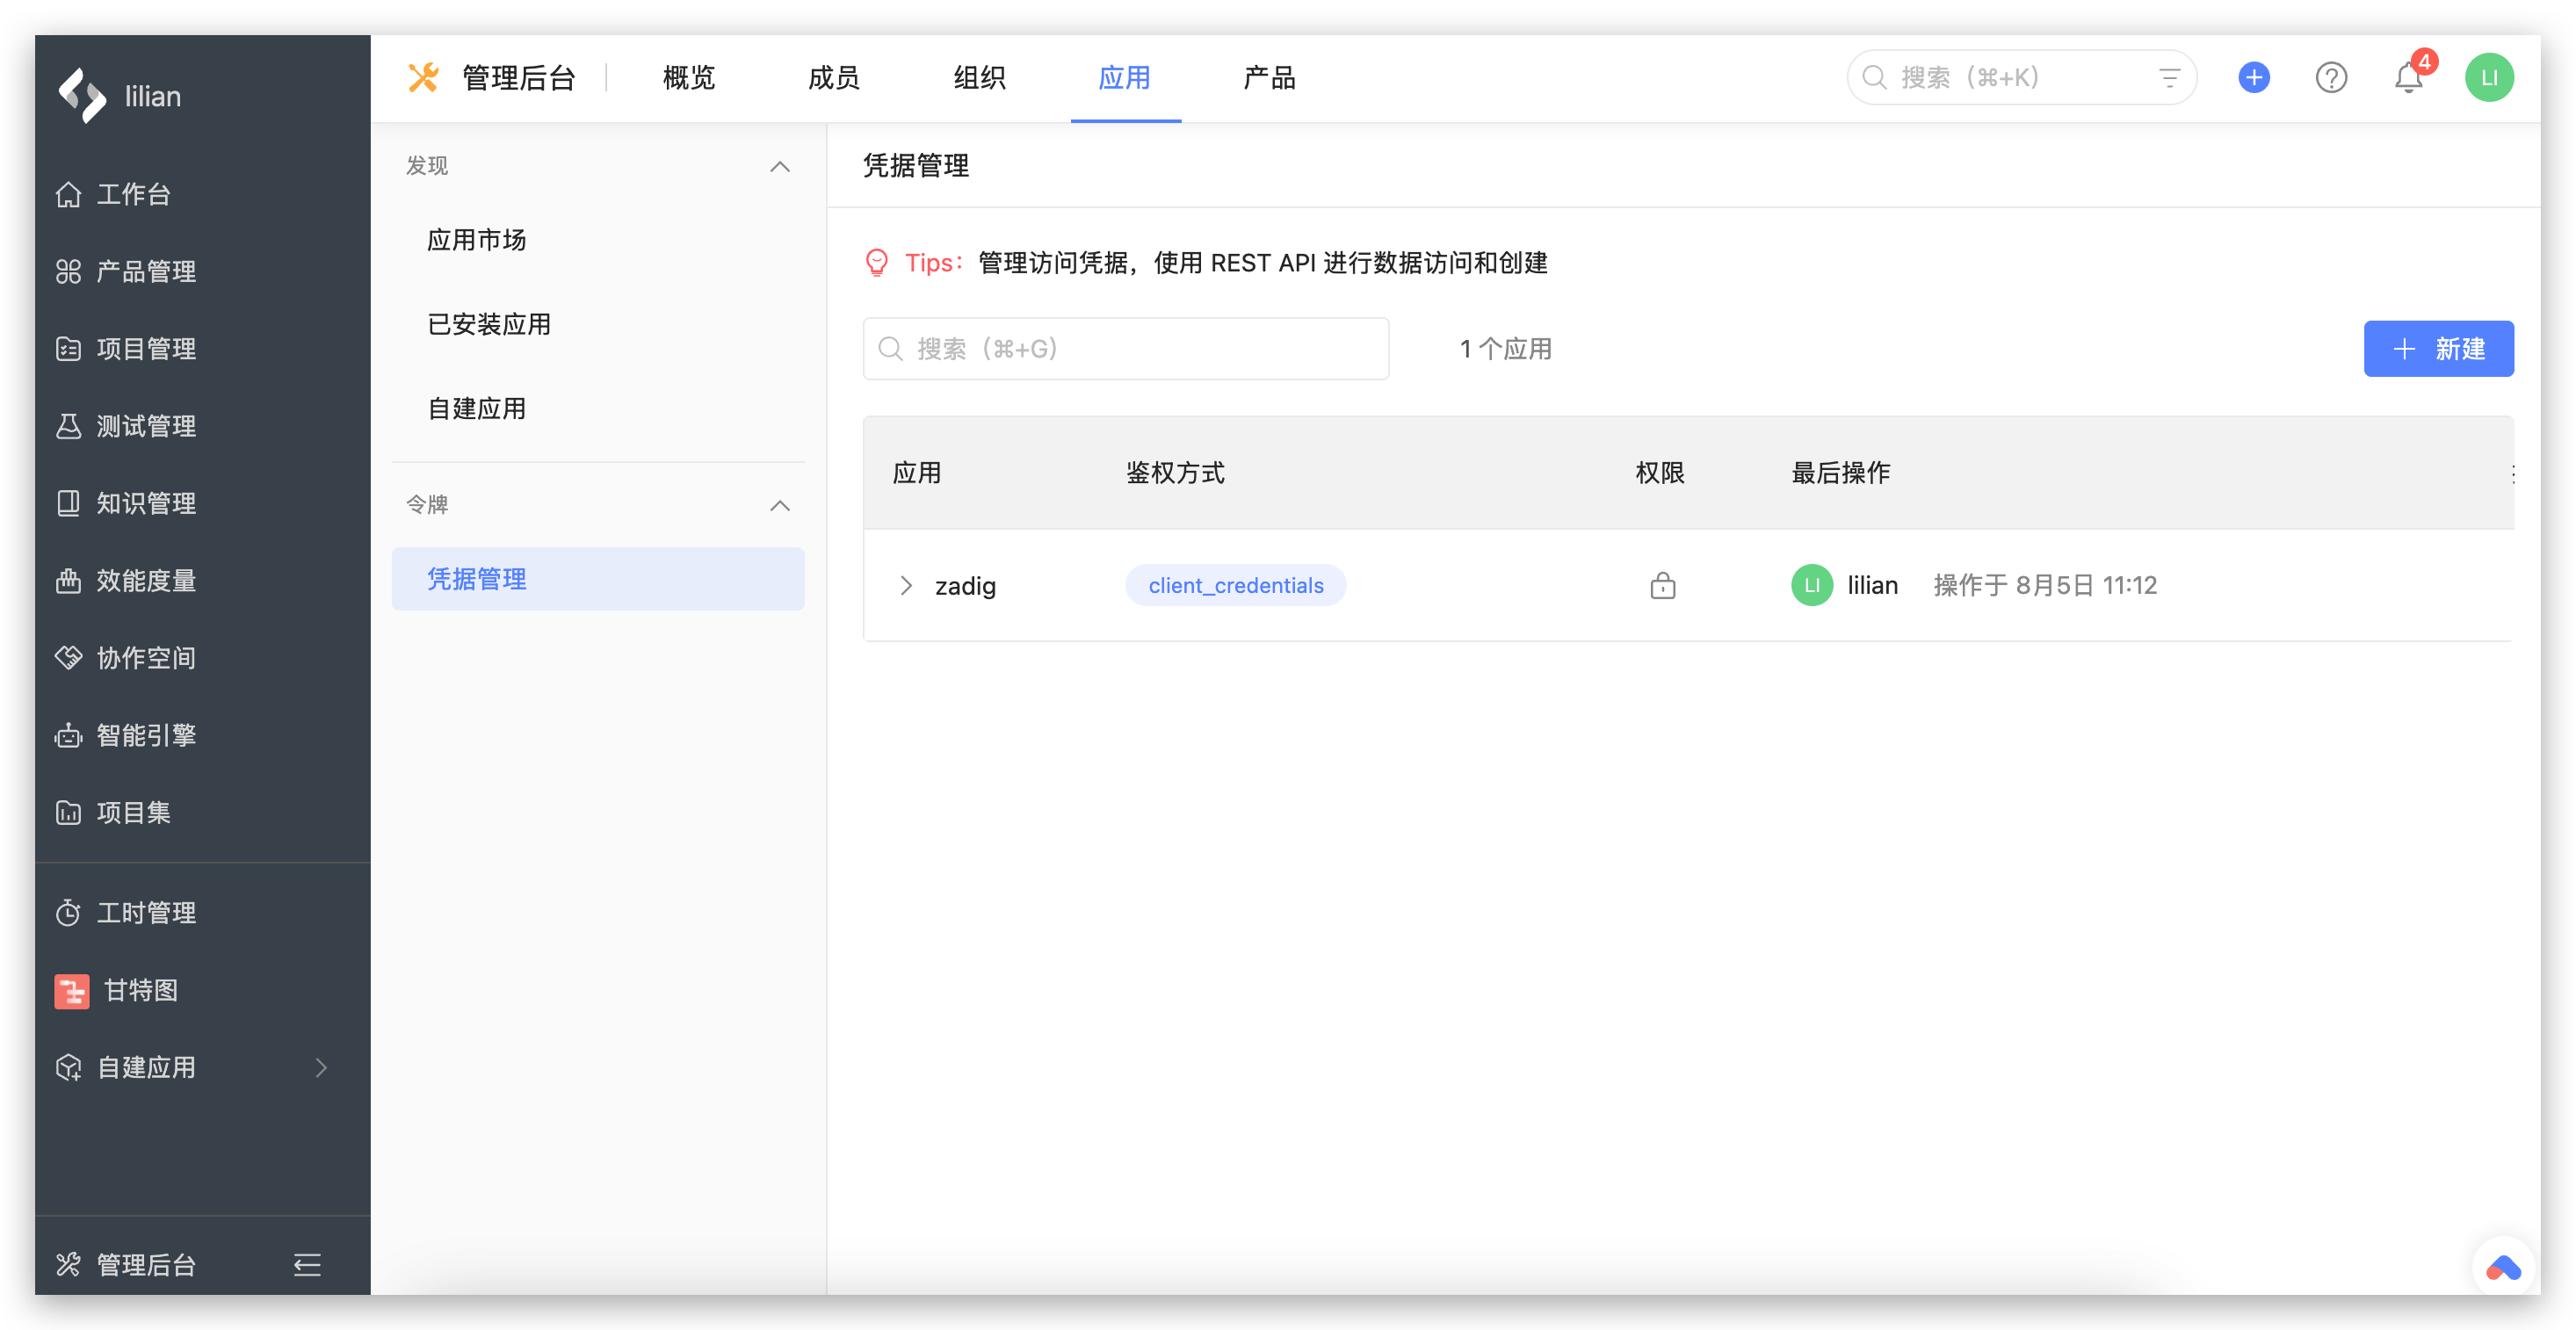 lilian
工作台
产品管理
项目管理
测试管理
知识管理
效能度量
协作空间
智能引擎
项目集
工时管理
甘特图
自建应用
管理后台
管理后台 概览 成员 组织 应用 产品 搜索（⌘+K） 4 LI
发现
应用市场
已安装应用
自建应用
令牌
凭据管理
凭据管理
Tips：管理访问凭据，使用 REST API 进行数据访问和创建
搜索（⌘+G） 1 个应用 新建
应用 鉴权方式 权限 最后操作
zadig client_credentials LI lilian 操作于 8月5日 11:12